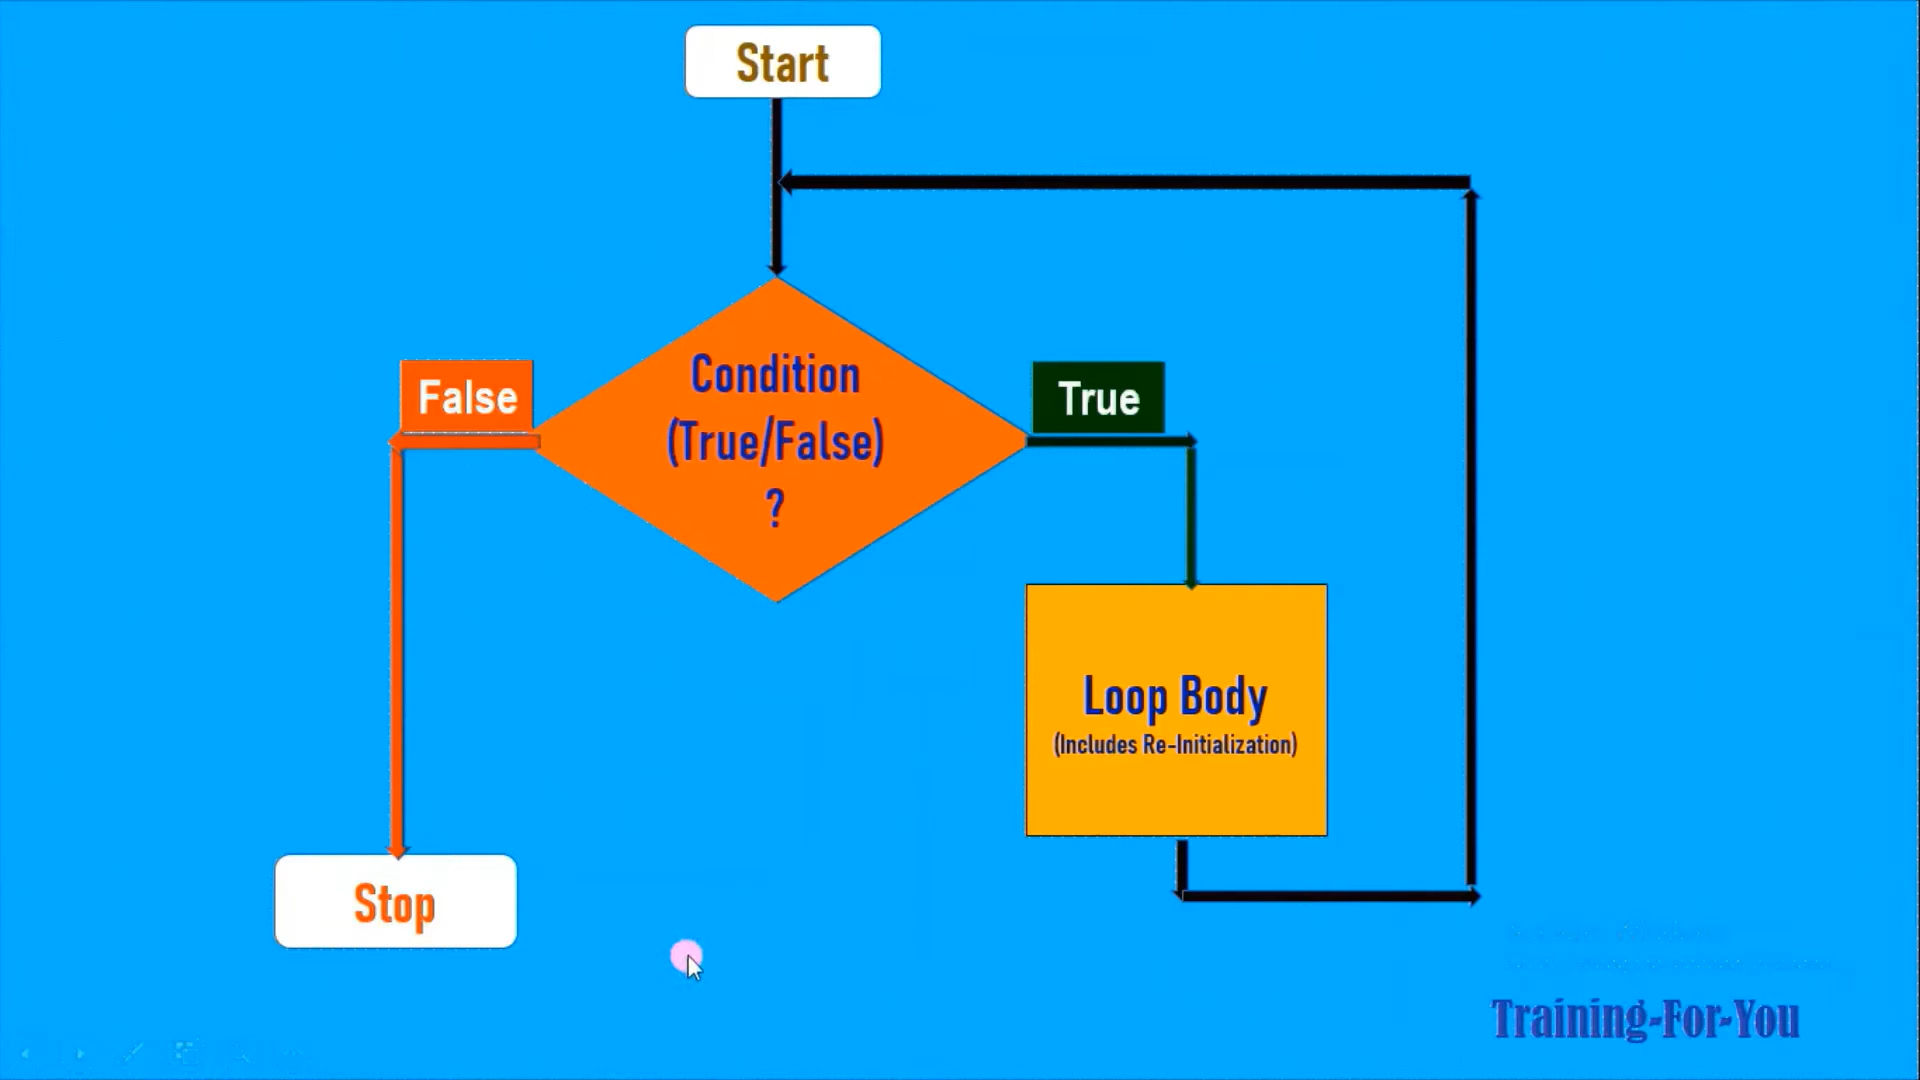 Start
False
Condition
(True/False)
?
True
Loop Body
(Includes Re-Initialization)
Stop
Training-For-You